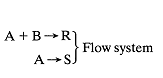 A + B → R
A → S
Flow system